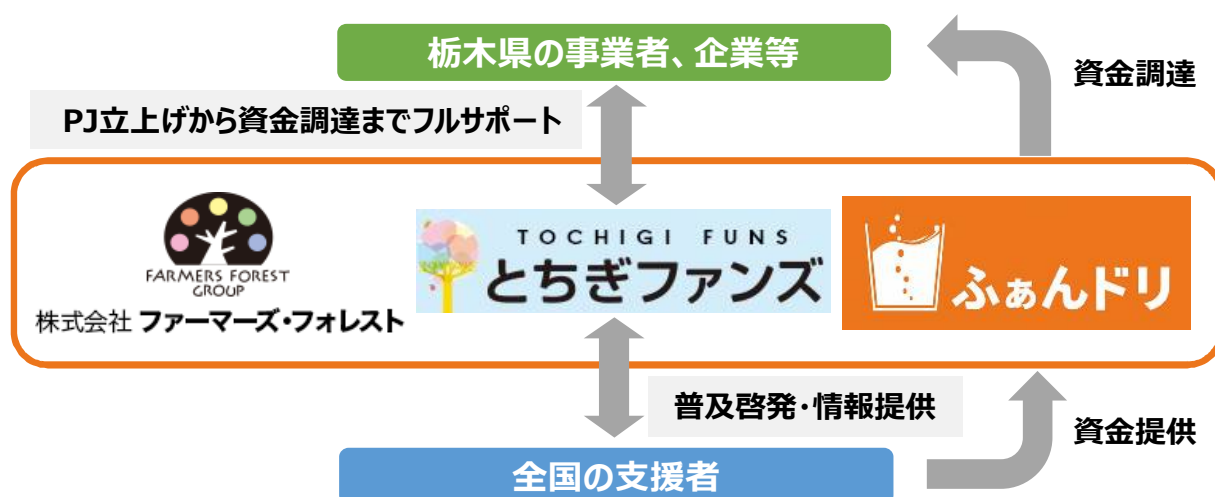 栃木県の事業者、企業等
資金調達
PJ立上げから資金調達までフルサポート
FARMERS FOREST
GROUP
株式会社 ファーマーズ・フォレスト
TOCHIGI FUNS
とちぎファンズ
ふぁんドリ
普及啓発・情報提供
資金提供
全国の支援者